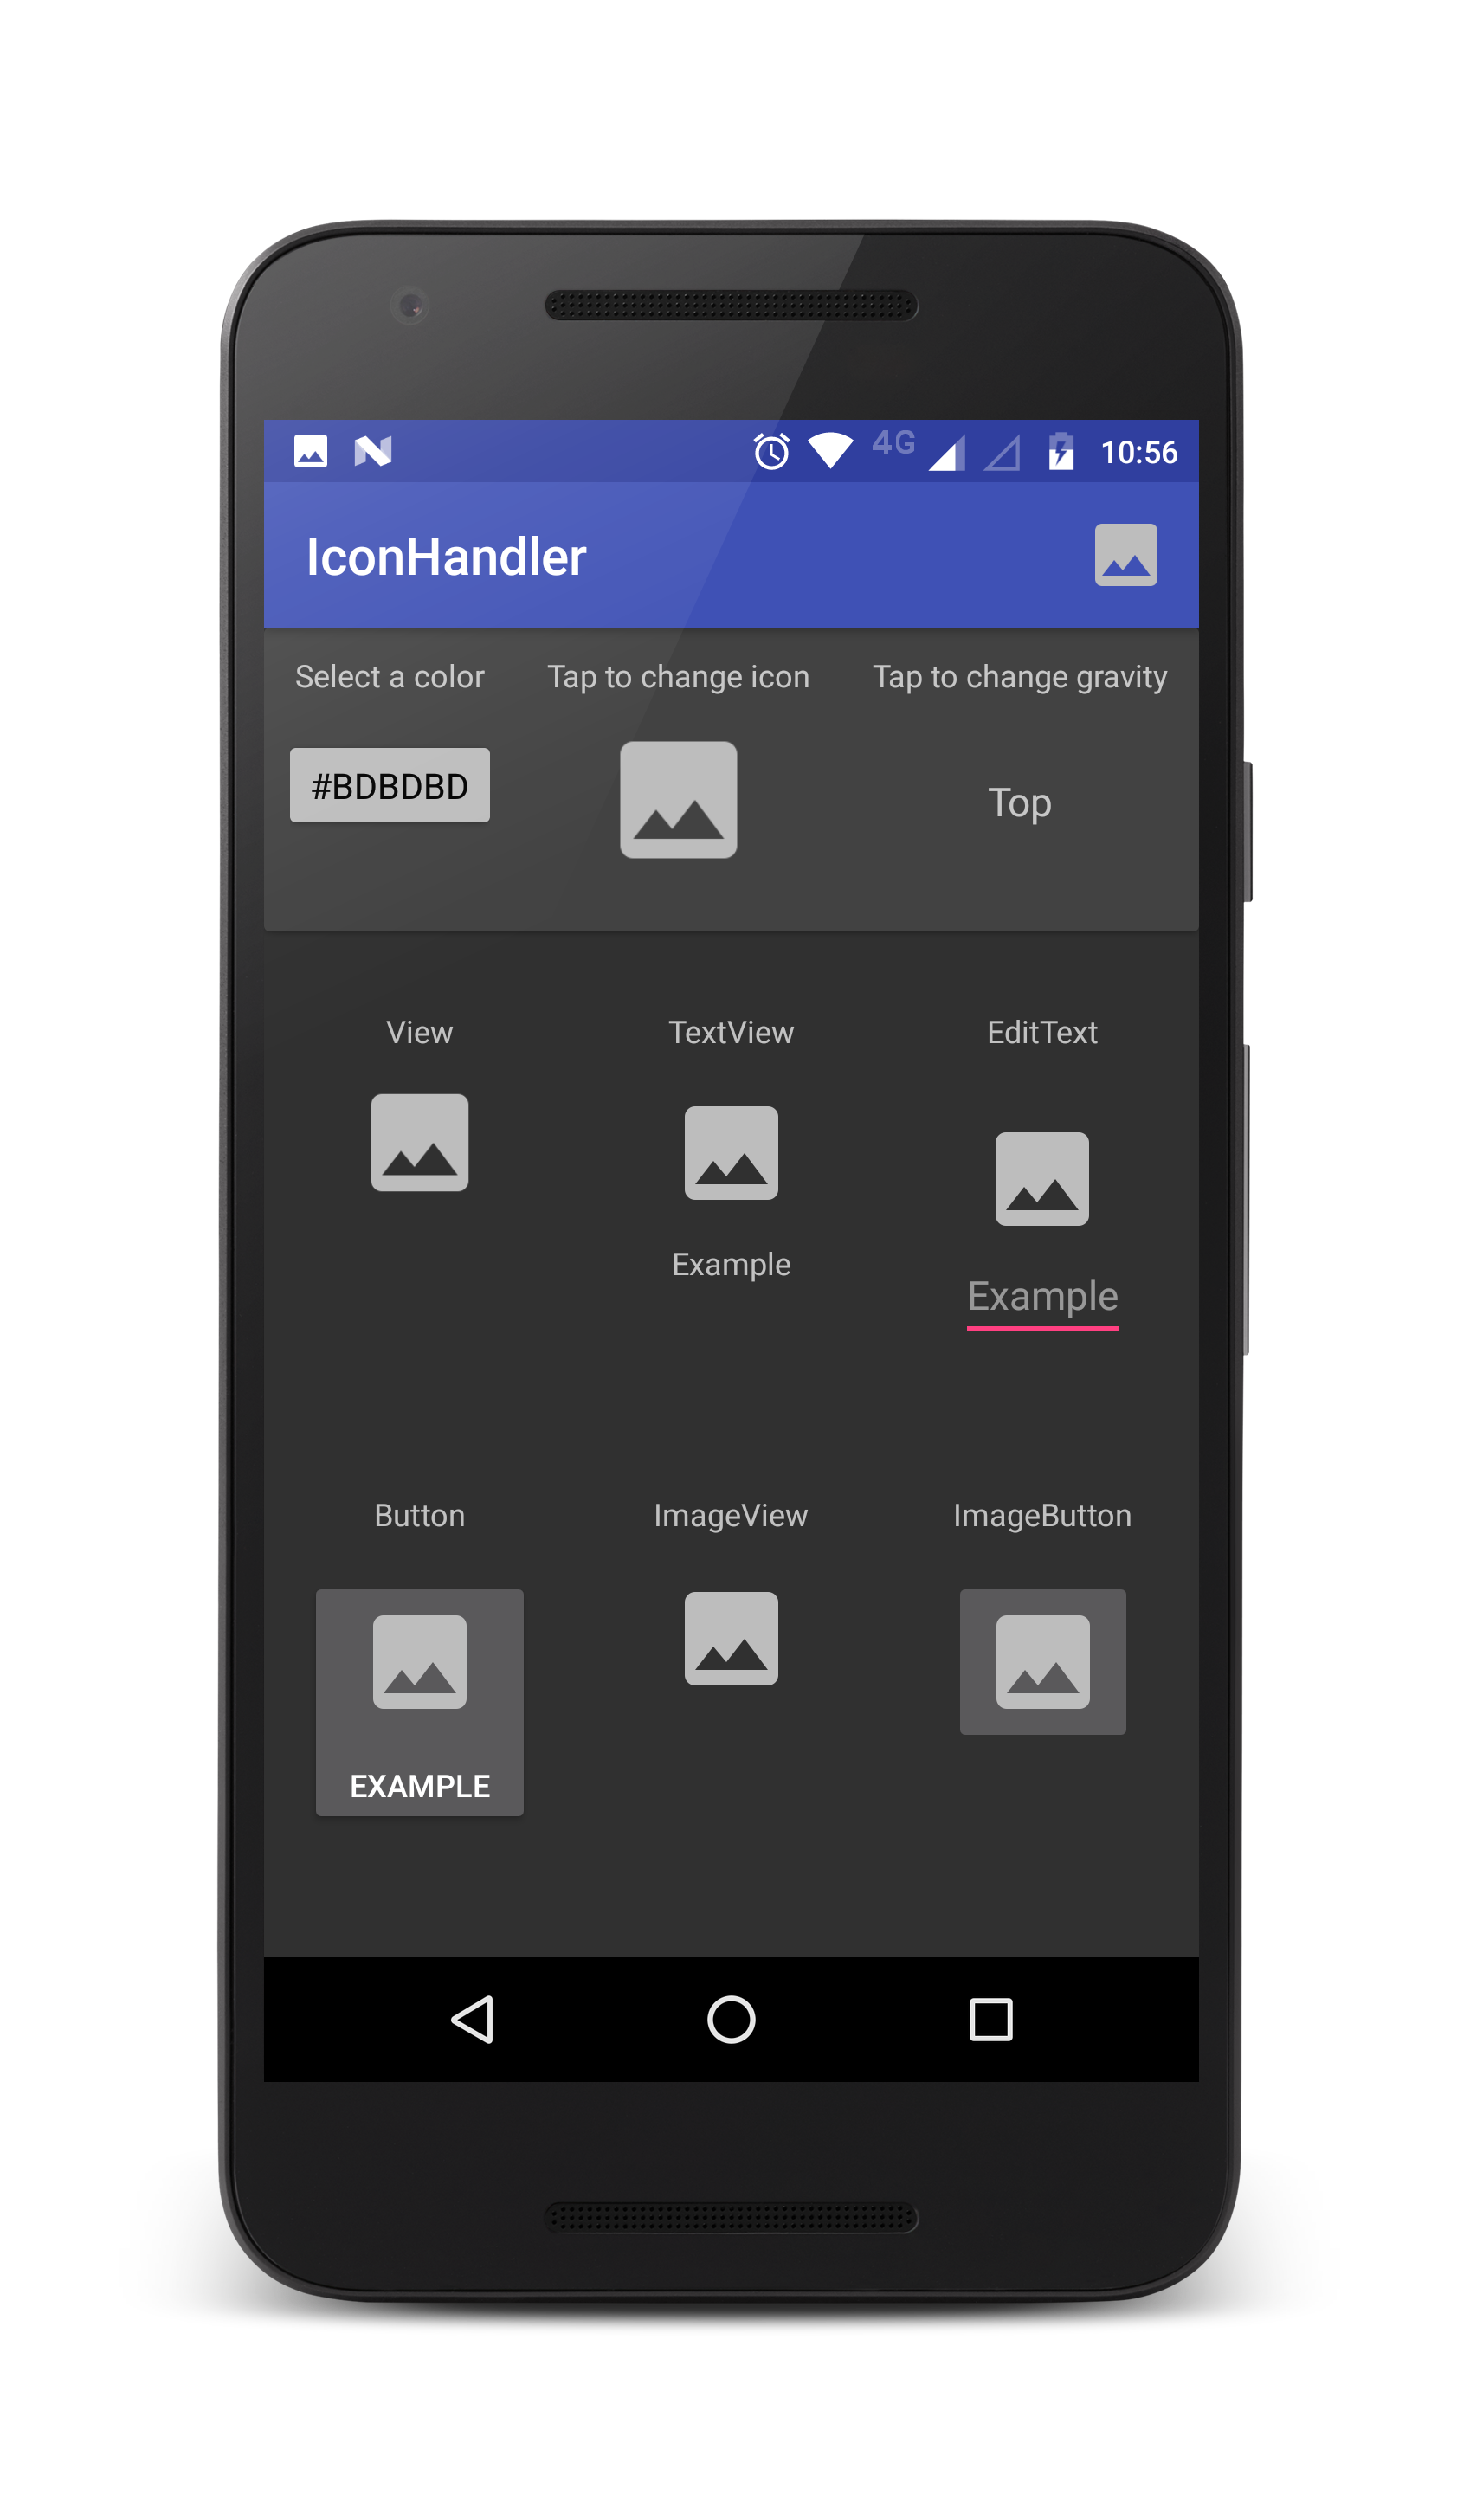 4G 10:56
IconHandler
Select a color Tap to change icon Tap to change gravity
#BDBDBD Top
View TextView EditText
Example
Example
Button ImageView ImageButton
EXAMPLE